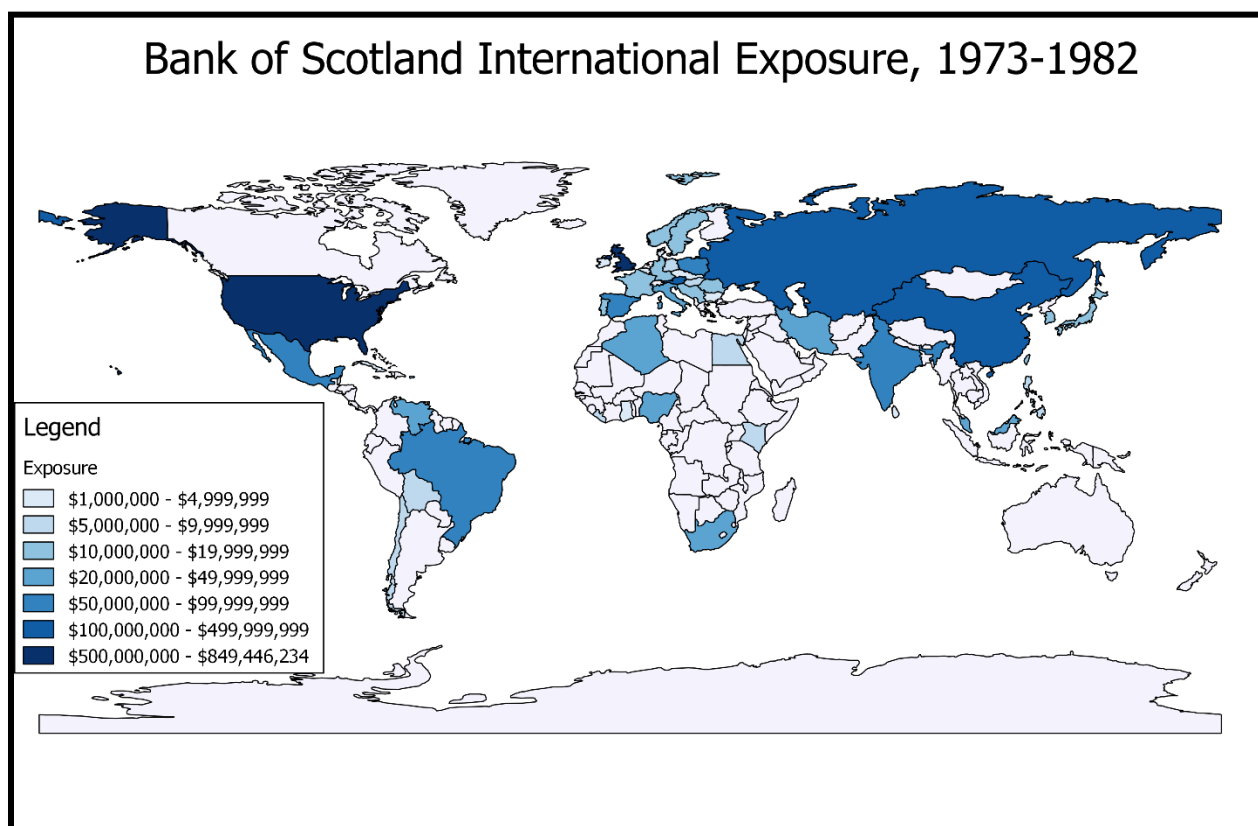 Bank of Scotland International Exposure, 1973-1982
Legend
Exposure
$1,000,000 - $4,999,999
$5,000,000 - $9,999,999
$10,000,000 - $19,999,999
$20,000,000 - $49,999,999
$50,000,000 - $99,999,999
$100,000,000 - $499,999,999
$500,000,000 - $849,446,234